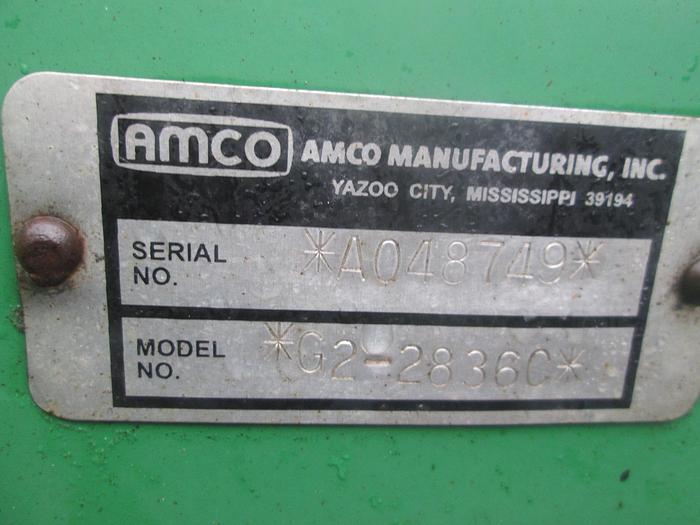 AMCO AMCO MANUFACTURING, INC.
YAZOO CITY, MISSISSIPPI 39194
SERIAL NO. *A048749*
MODEL NO. *G2-2836C*